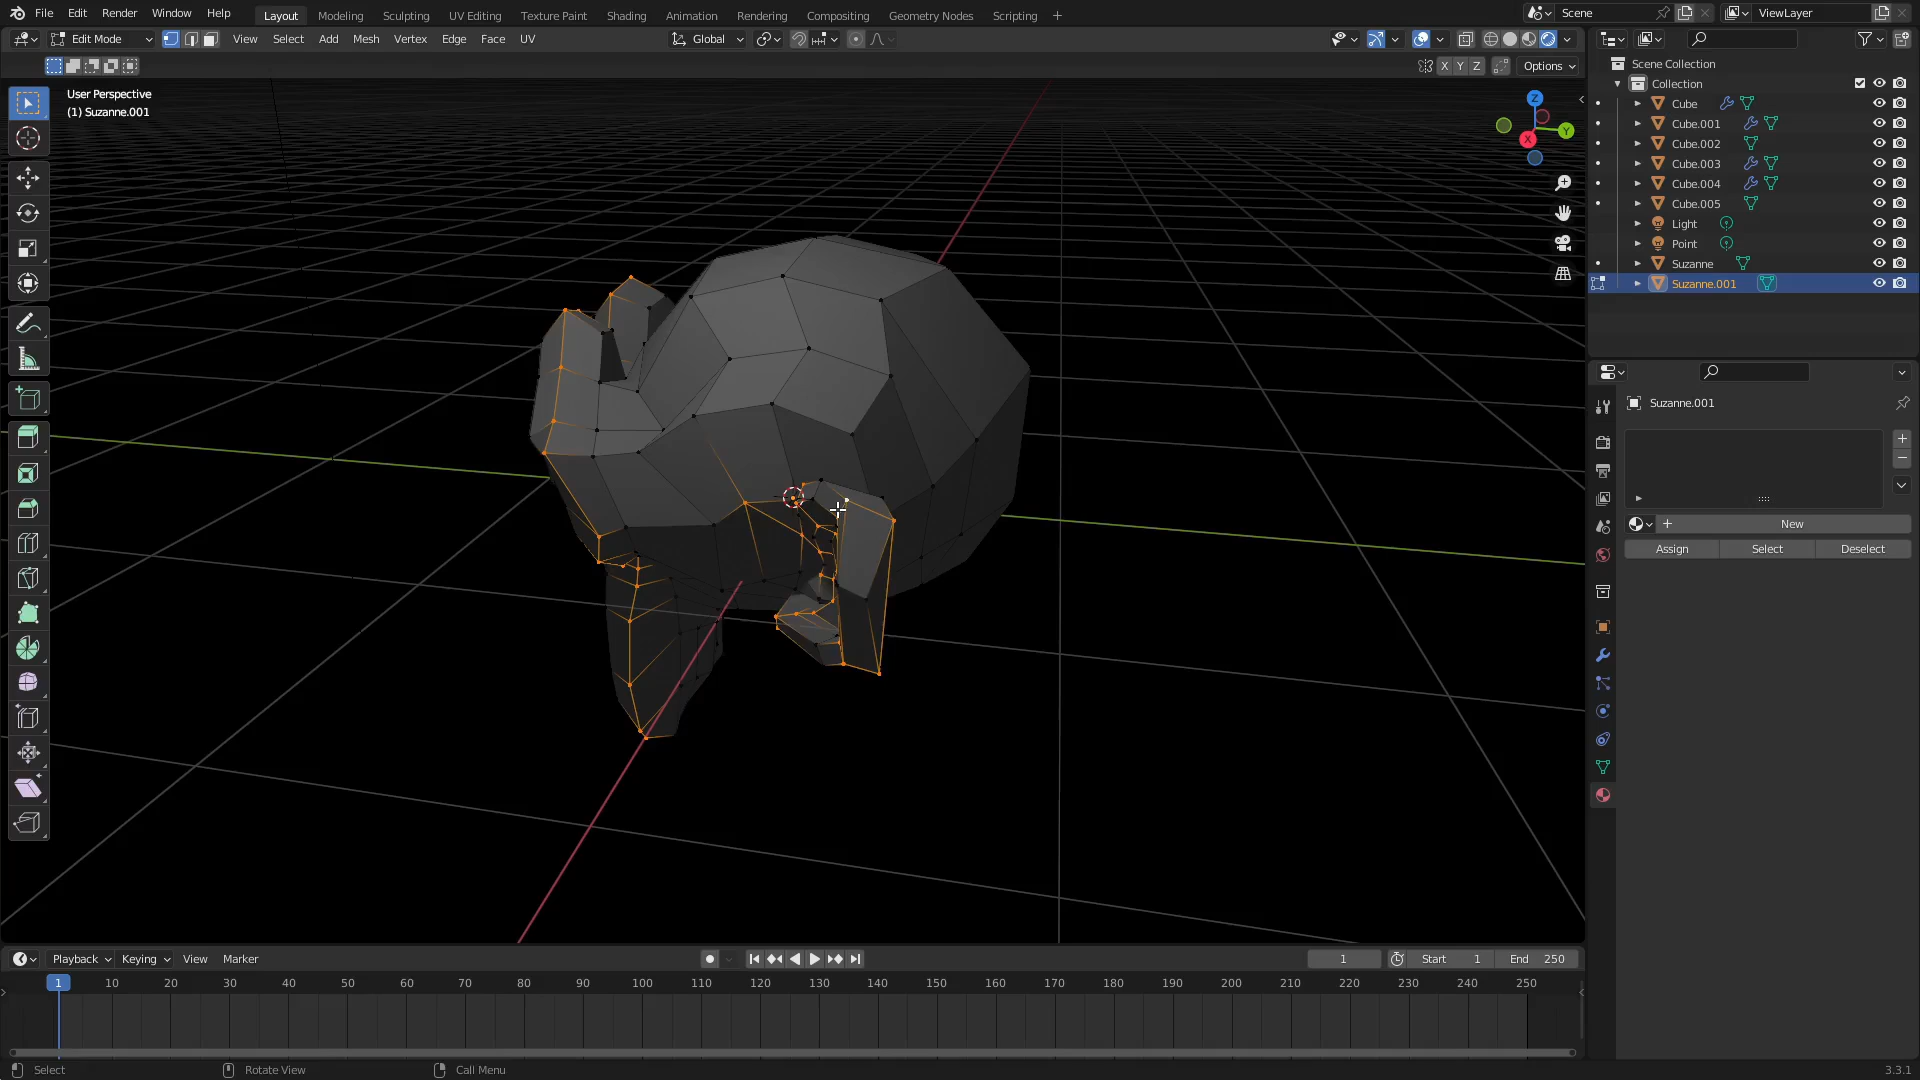 File Edit Render Window Help Layout Modeling Sculpting UV Editing Texture Paint Shading Animation Rendering Compositing Geometry Nodes Scripting + Scene ViewLayer
Edit Mode View Select Add Mesh Vertex Edge Face UV Global
X Y Z Options
User Perspective
(1) Suzanne.001
Z
Y
X
Scene Collection
Collection
Cube
Cube.001
Cube.002
Cube.003
Cube.004
Cube.005
Light
Point
Suzanne
Suzanne.001
Suzanne.001
New
Assign Select Deselect
Playback Keying View Marker 1 Start 1 End 250
1 10 20 30 40 50 60 70 80 90 100 110 120 130 140 150 160 170 180 190 200 210 220 230 240 250
Select Rotate View Call Menu 3.3.1